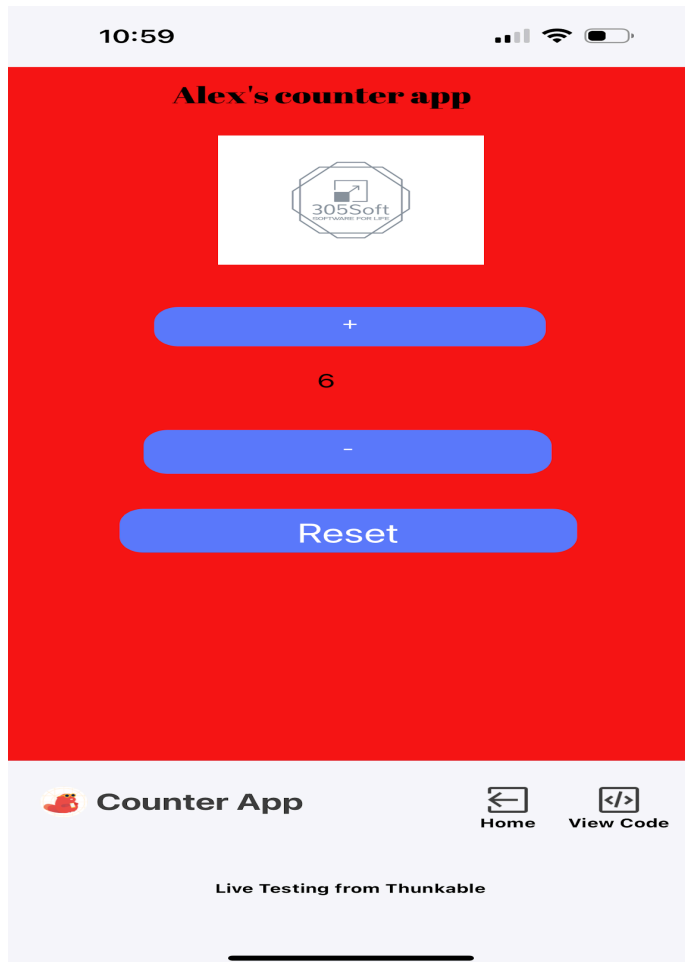 10:59
Alex's counter app
305Soft
SOFTWARE FOR LIFE
+
6
-
Reset
Counter App
Home
View Code
Live Testing from Thunkable